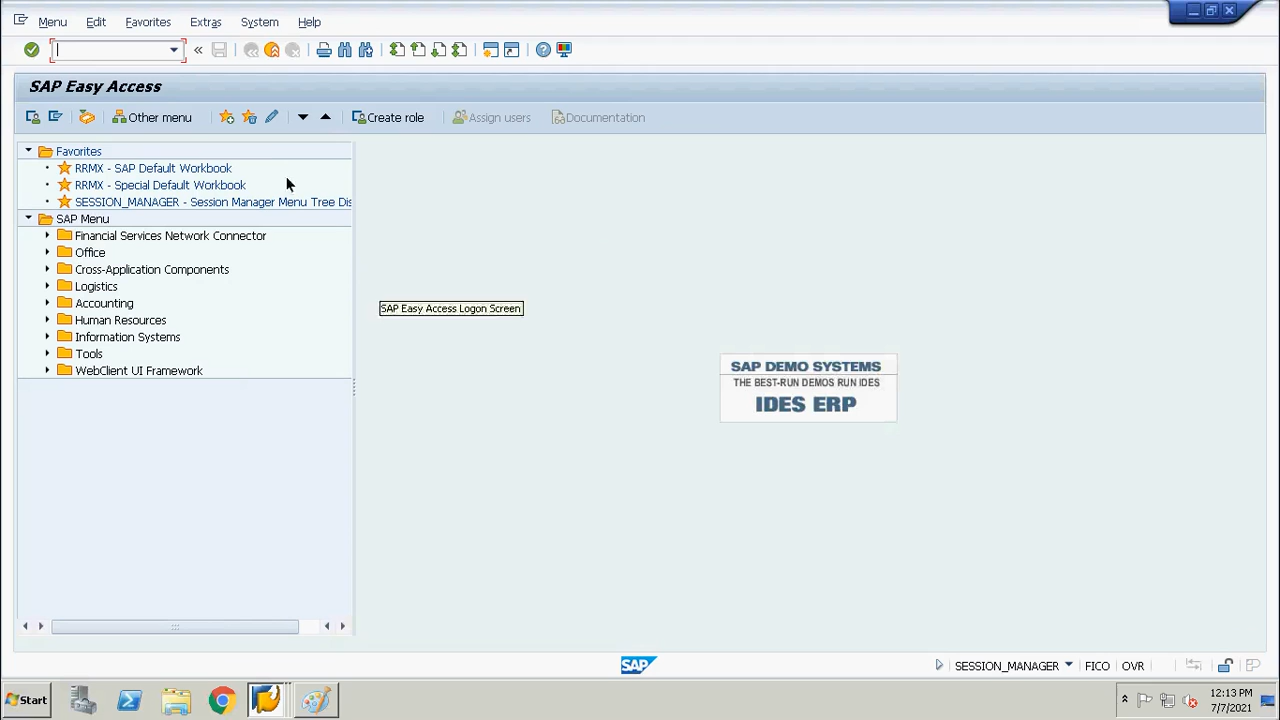 Menu Edit Favorites Extras System Help
SAP Easy Access
Other menu Create role Assign users Documentation
Favorites
RRMX - SAP Default Workbook
RRMX - Special Default Workbook
SESSION_MANAGER - Session Manager Menu Tree Dis
SAP Menu
Financial Services Network Connector
Office
Cross-Application Components
Logistics
Accounting
Human Resources
Information Systems
Tools
WebClient UI Framework
SAP Easy Access Logon Screen
SAP DEMO SYSTEMS
THE BEST-RUN DEMOS RUN IDES
IDES ERP
SAP
SESSION_MANAGER FICO OVR
Start
12:13 PM
7/7/2021